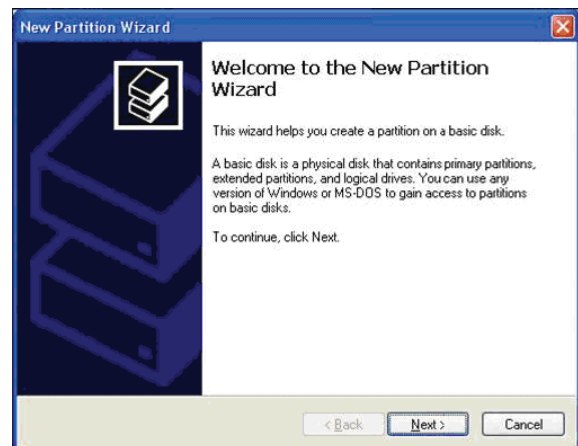 New Partition Wizard
Welcome to the New Partition
Wizard
This wizard helps you create a partition on a basic disk.
A basic disk is a physical disk that contains primary partitions,
extended partitions, and logical drives. You can use any
version of Windows or MS-DOS to gain access to partitions
on basic disks.
To continue, click Next.
< Back
Next >
Cancel